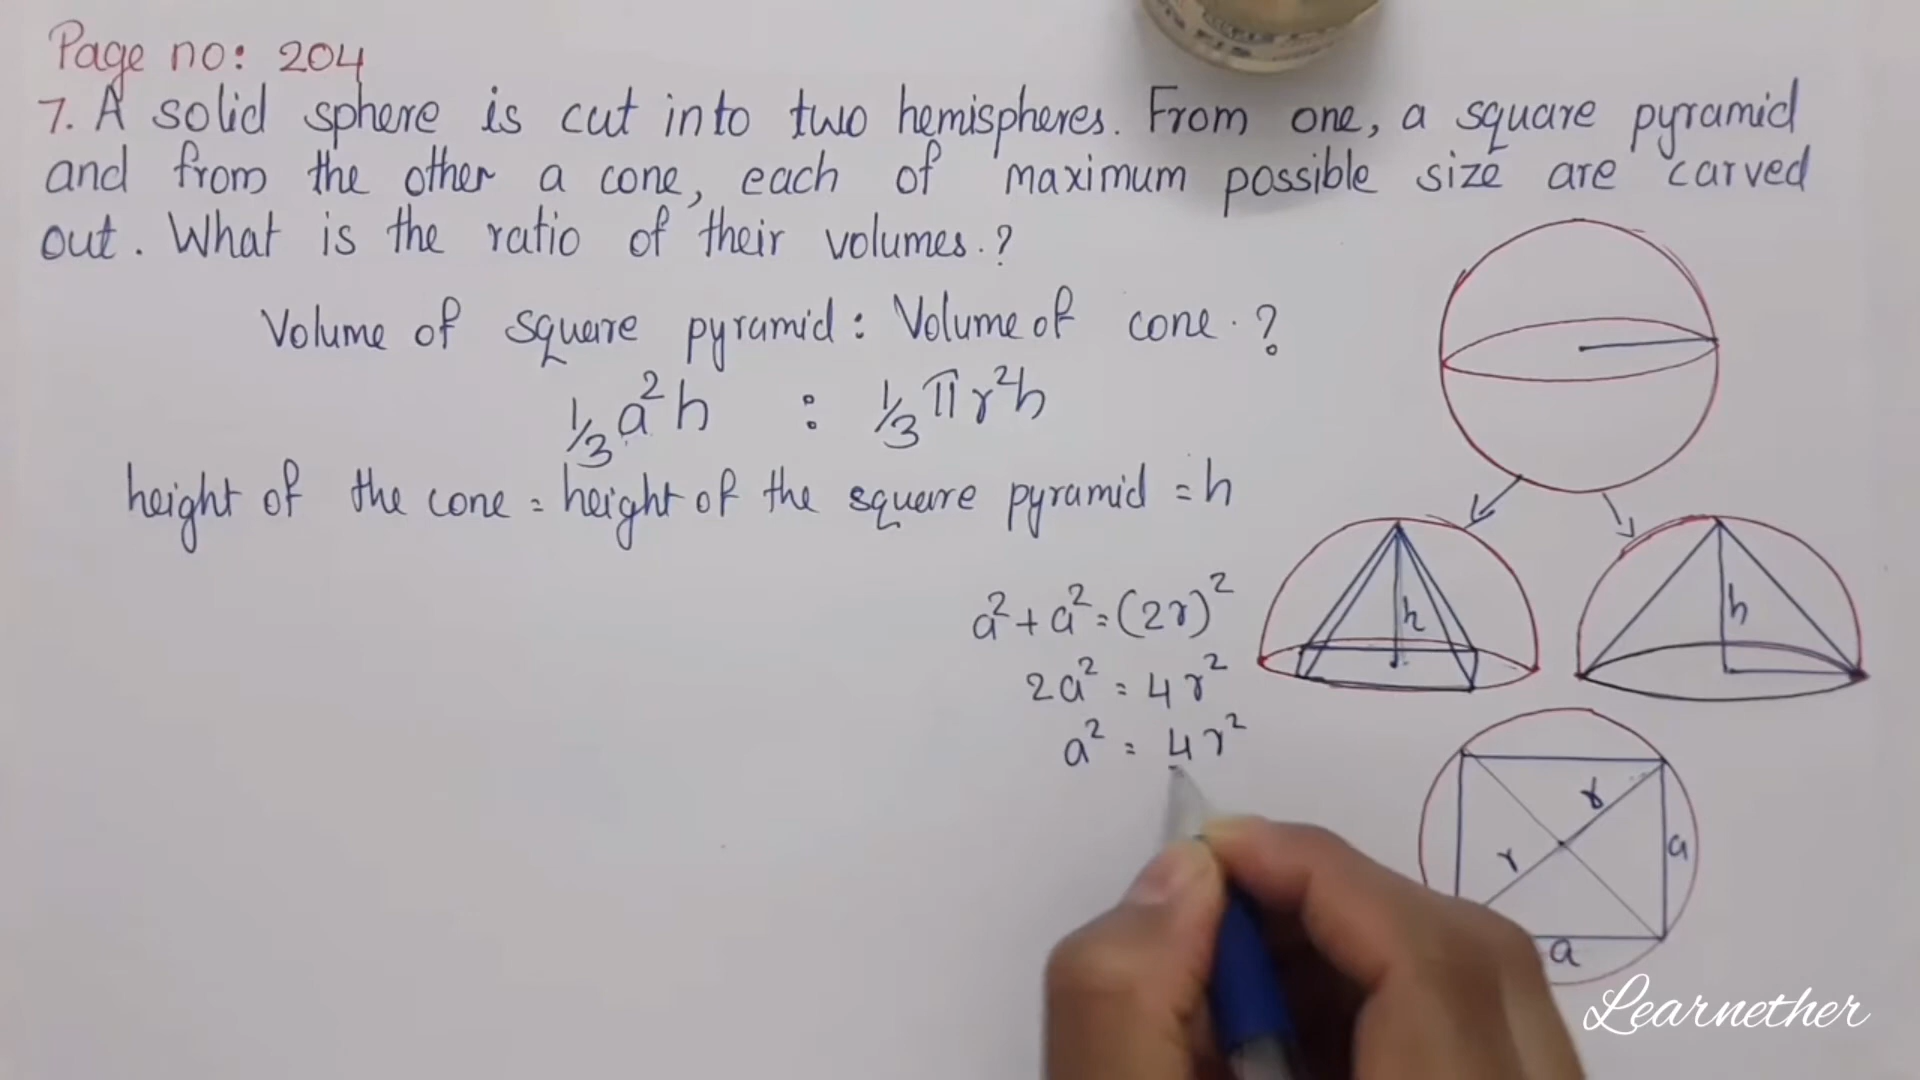 Page no: 204
7. A solid sphere is cut into two hemispheres. From one, a square pyramid
and from the other a cone, each of maximum possible size are carved
out. What is the ratio of their volumes.?
Volume of square pyramid : Volume of cone.?
1/3 a²h : 1/3 πr²h
height of the cone = height of the square pyramid = h
a² + a² = (2r)²
2a² = 4r²
a² = 4r²
h
h
r
r
a
a
Learnether